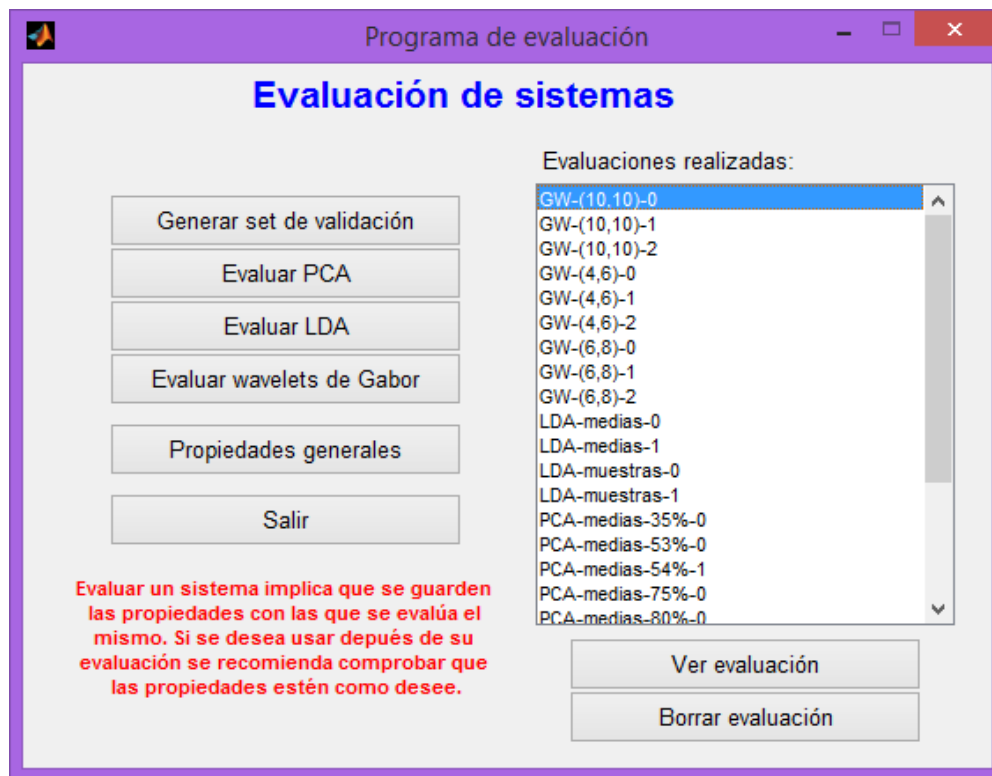 Programa de evaluación
Evaluación de sistemas
Generar set de validación
Evaluar PCA
Evaluar LDA
Evaluar wavelets de Gabor
Propiedades generales
Salir
Evaluar un sistema implica que se guarden
las propiedades con las que se evalúa el
mismo. Si se desea usar depués de su
evaluación se recomienda comprobar que
las propiedades estén como desee.
Evaluaciones realizadas:
GW-(10,10)-0
GW-(10,10)-1
GW-(10,10)-2
GW-(4,6)-0
GW-(4,6)-1
GW-(4,6)-2
GW-(6,8)-0
GW-(6,8)-1
GW-(6,8)-2
LDA-medias-0
LDA-medias-1
LDA-muestras-0
LDA-muestras-1
PCA-medias-35%-0
PCA-medias-53%-0
PCA-medias-54%-1
PCA-medias-75%-0
PCA-medias-80%-0
Ver evaluación
Borrar evaluación